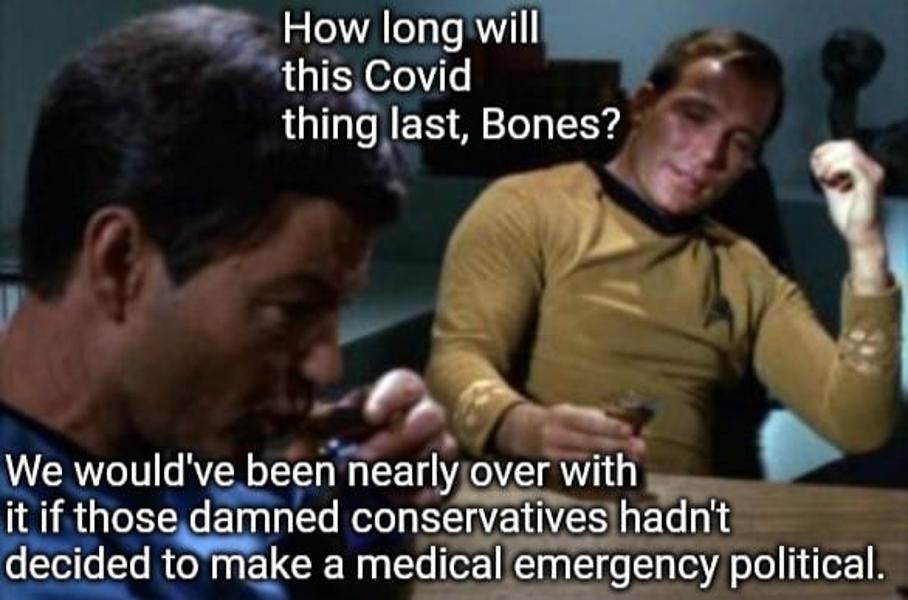 How long will
this Covid
thing last, Bones?
We would've been nearly over with
it if those damned conservatives hadn't
decided to make a medical emergency political.